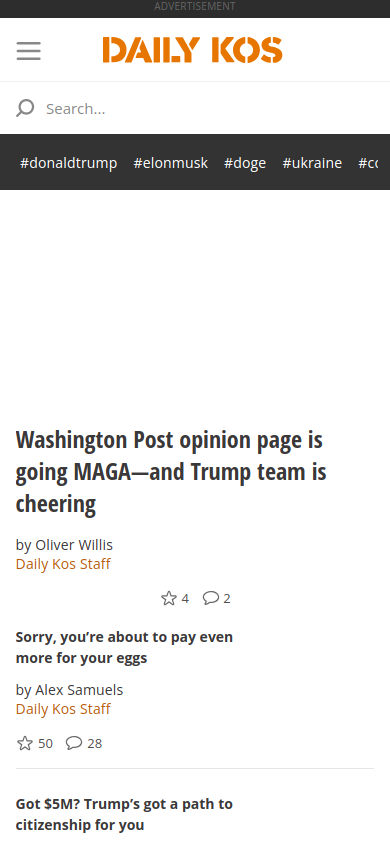 ADVERTISEMENT
DAILY KOS
Search...
#donaldtrump #elonmusk #doge #ukraine
Washington Post opinion page is
going MAGA—and Trump team is
cheering
by Oliver Willis
Daily Kos Staff
4 2
Sorry, you’re about to pay even
more for your eggs
by Alex Samuels
Daily Kos Staff
50 28
Got $5M? Trump’s got a path to
citizenship for you